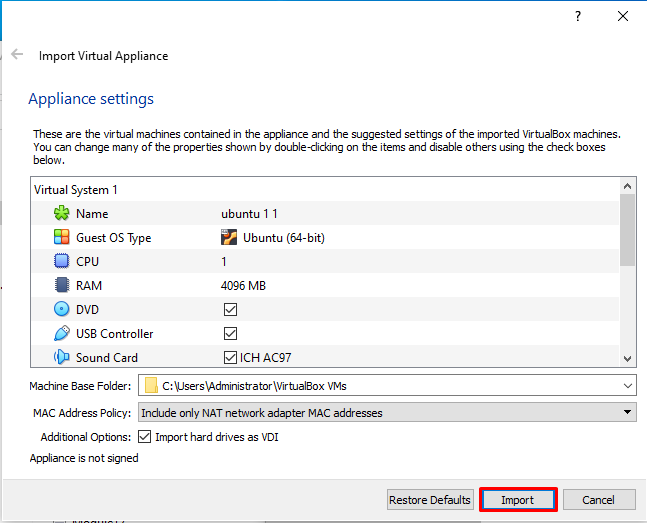 ?
Import Virtual Appliance
Appliance settings
These are the virtual machines contained in the appliance and the suggested settings of the imported VirtualBox machines.
You can change many of the properties shown by double-clicking on the items and disable others using the check boxes
below.
Virtual System 1
Name ubuntu 1 1
Guest OS Type Ubuntu (64-bit)
CPU 1
RAM 4096 MB
DVD
USB Controller
Sound Card ICH AC97
Machine Base Folder: C:\Users\Administrator\VirtualBox VMs
MAC Address Policy: Include only NAT network adapter MAC addresses
Additional Options: Import hard drives as VDI
Appliance is not signed
Restore Defaults Import Cancel